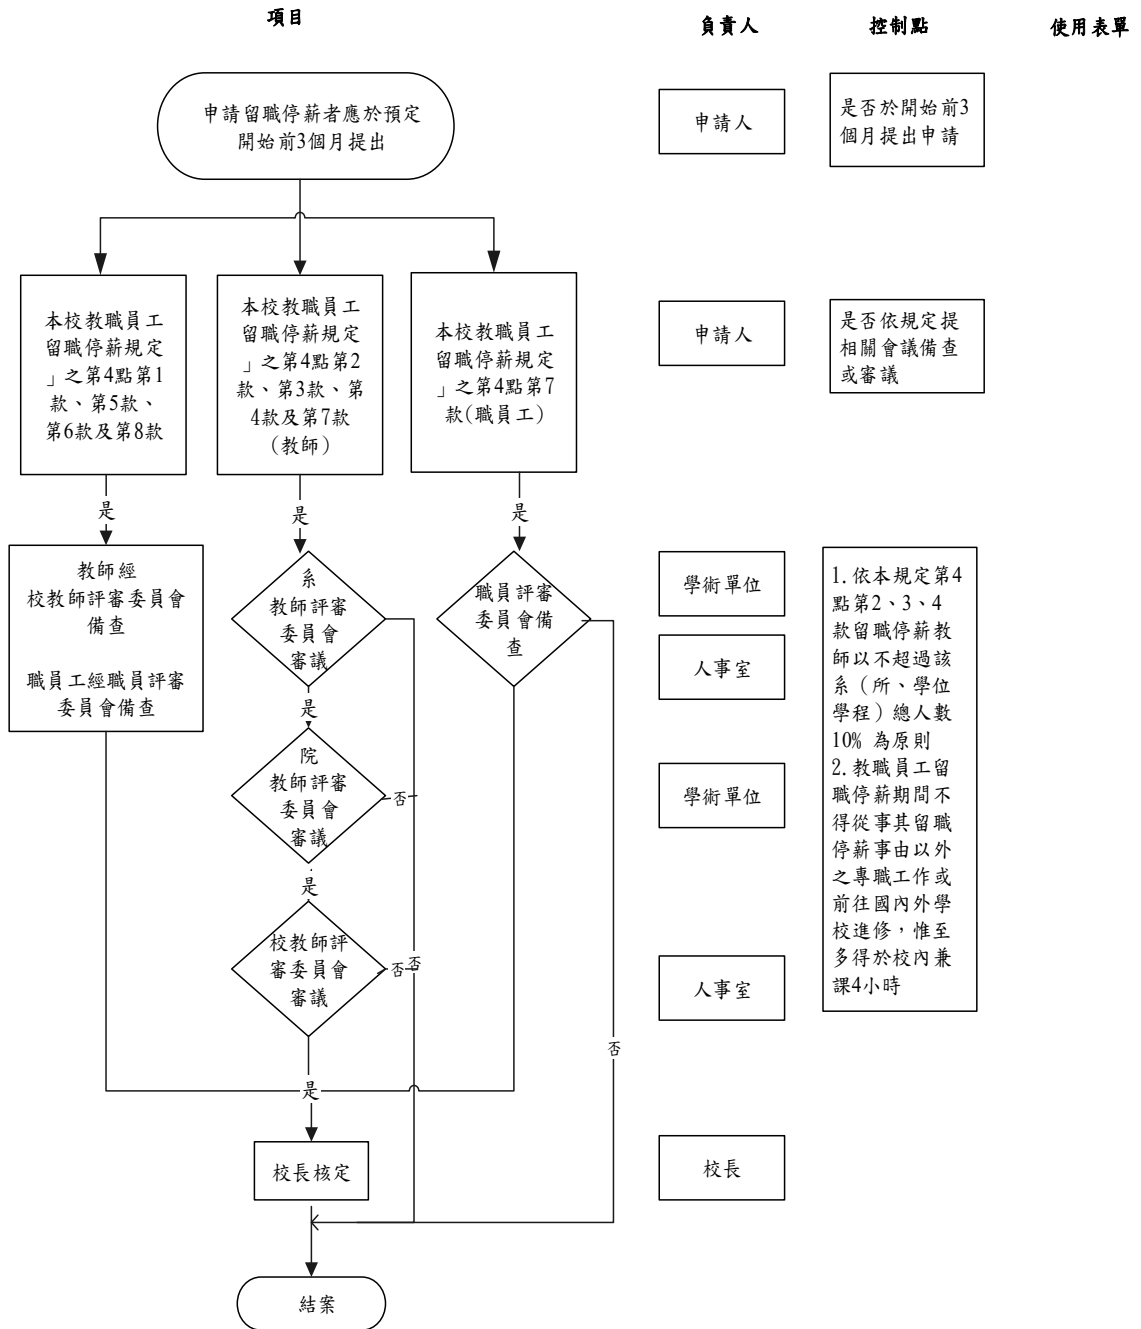 項目
負責人
控制點
使用表單
申請留職停薪者應於預定
開始前3個月提出
申請人
是否於開始前3
個月提出申請
本校教職員工
留職停薪規定
」之第4點第1
款、第5款、
第6款及第8款
本校教職員工
留職停薪規定
」之第4點第2
款、第3款、第
4款及第7款
(教師)
本校教職員工
留職停薪規定
」之第4點第7
款(職員工)
申請人
是否依規定提
相關會議備查
或審議
是
是
是
教師經
校教師評審委員會
備查
職員工經職員評審
委員會備查
系
教師評審
委員會
審議
職員評審
委員會備
查
學術單位
人事室
1.依本規定第4
點第2、3、4
款留職停薪教
師以不超過該
系（所、學位
學程）總人數
10% 為原則
2.教職員工留
職停薪期間不
得從事其留職
停薪事由以外
之專職工作或
前往國內外學
校進修，惟至
多得於校內兼
課4小時
是
院
教師評審
委員會
審議
否
學術單位
是
校教師評
審委員會
審議
否
否
人事室
否
是
校長核定
校長
結案